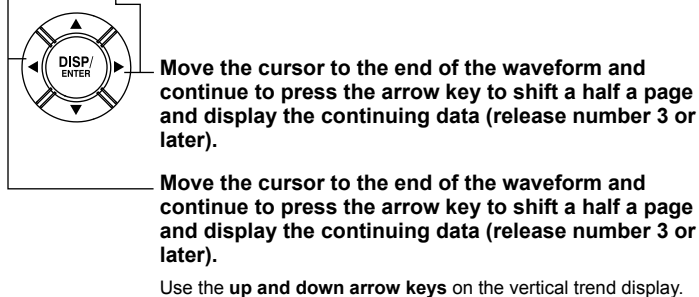 DISP/
ENTER
Move the cursor to the end of the waveform and
continue to press the arrow key to shift a half a page
and display the continuing data (release number 3 or
later).
Move the cursor to the end of the waveform and
continue to press the arrow key to shift a half a page
and display the continuing data (release number 3 or
later).
Use the up and down arrow keys on the vertical trend display.